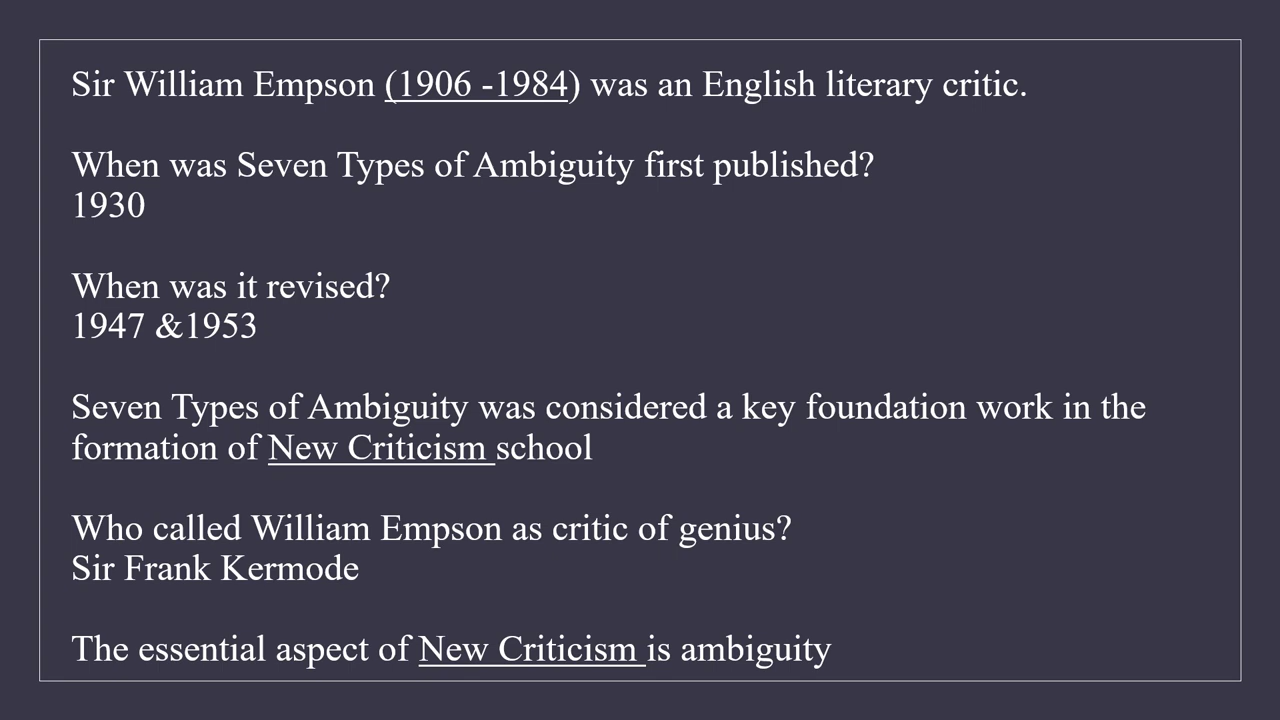 Sir William Empson (1906 -1984) was an English literary critic.
When was Seven Types of Ambiguity first published?
1930
When was it revised?
1947 &1953
Seven Types of Ambiguity was considered a key foundation work in the
formation of New Criticism school
Who called William Empson as critic of genius?
Sir Frank Kermode
The essential aspect of New Criticism is ambiguity